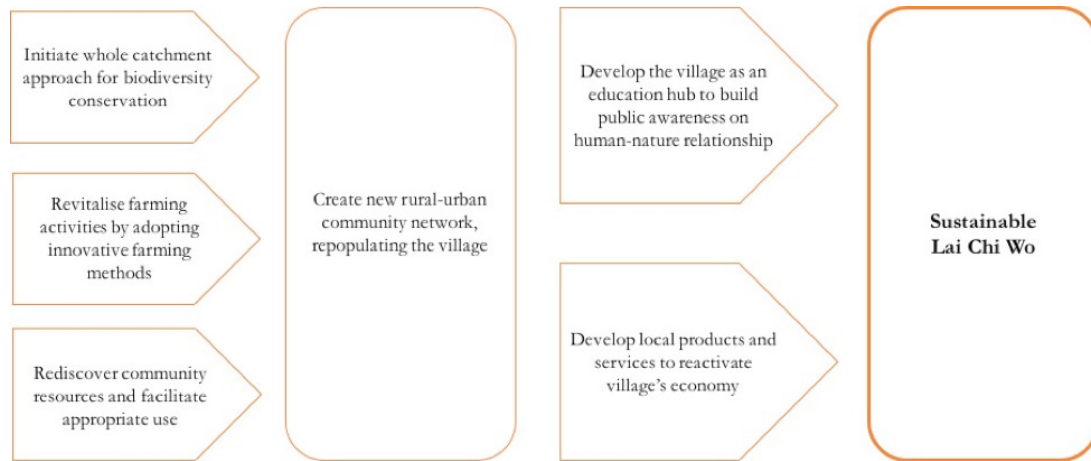 Initiate whole catchment
approach for biodiversity
conservation
Revitalise farming
activities by adopting
innovative farming
methods
Rediscover community
resources and facilitate
appropriate use
Create new rural-urban
community network,
repopulating the village
Develop the village as an
education hub to build
public awareness on
human-nature relationship
Develop local products and
services to reactivate
village’s economy
Sustainable
Lai Chi Wo